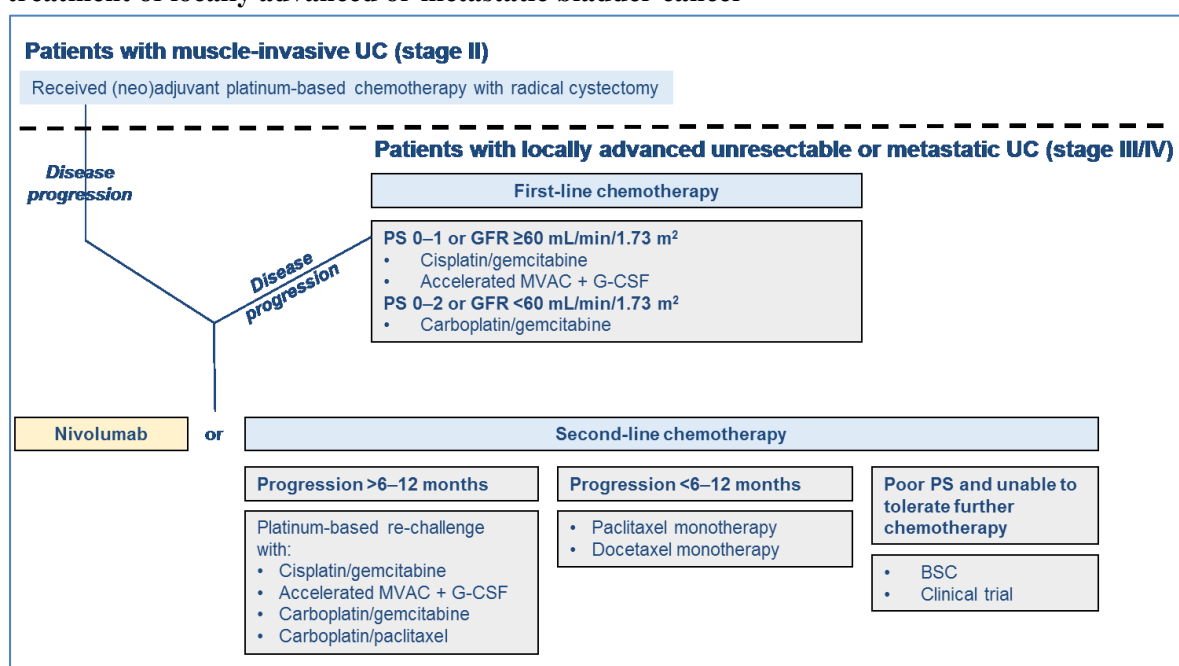 treatment of locally advanced or metastatic bladder cancer
Patients with muscle-invasive UC (stage II)
Received (neo)adjuvant platinum-based chemotherapy with radical cystectomy
Disease
progression
Patients with locally advanced unresectable or metastatic UC (stage III/IV)
First-line chemotherapy
PS 0–1 or GFR ≥60 mL/min/1.73 m²
• Cisplatin/gemcitabine
• Accelerated MVAC + G-CSF
PS 0–2 or GFR <60 mL/min/1.73 m²
• Carboplatin/gemcitabine
Disease
progression
Nivolumab
or
Second-line chemotherapy
Progression >6–12 months
Platinum-based re-challenge
with:
• Cisplatin/gemcitabine
• Accelerated MVAC + G-CSF
• Carboplatin/gemcitabine
• Carboplatin/paclitaxel
Progression <6–12 months
• Paclitaxel monotherapy
• Docetaxel monotherapy
Poor PS and unable to
tolerate further
chemotherapy
• BSC
• Clinical trial